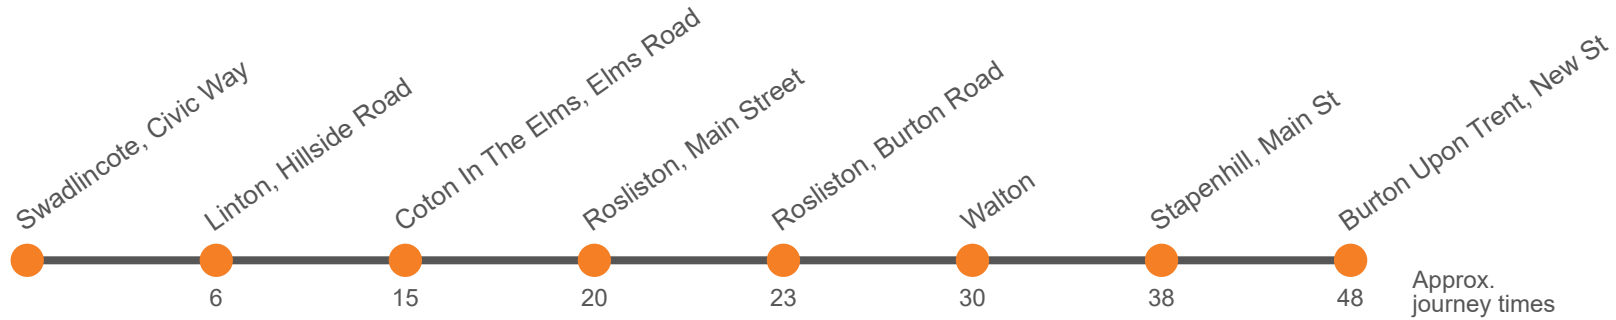 Swadlincote, Civic Way
Linton, Hillside Road
Coton In The Elms, Elms Road
Rosliston, Main Street
Rosliston, Burton Road
Walton
Stapenhill, Main St
Burton Upon Trent, New St
6
15
20
23
30
38
48
Approx.
journey times